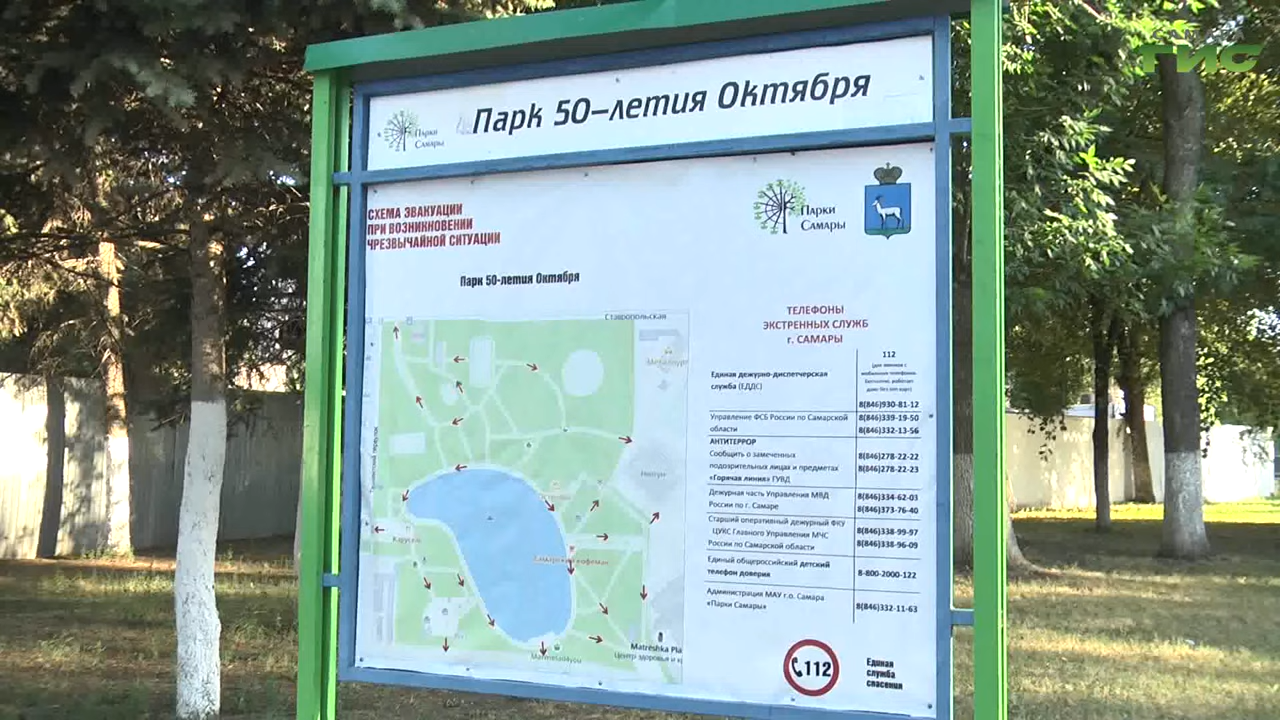 ГИС
Парк 50–летия Октября
Парки
Самары
СХЕМА ЭВАКУАЦИИ
ПРИ ВОЗНИКНОВЕНИИ
ЧРЕЗВЫЧАЙНОЙ СИТУАЦИИ
Парки
Самары
Парк 50-летия Октября
Ставропольская
Металлург
Карусели
Matreshka Pla
Центр здоровья и к
ТЕЛЕФОНЫ
ЭКСТРЕННЫХ СЛУЖБ
г. САМАРЫ
Единая дежурно-диспетчерская
служба (ЕДДС)
112
8(846)930-81-12
Управление ФСБ России по Самарской
области
8(846)339-19-50
8(846)332-13-56
АНТИТЕРРОР
Сообщить о замеченных
подозрительных лицах и предметах
«Горячая линия» ГУВД
8(846)278-22-22
8(846)278-22-23
Дежурная часть Управления МВД
России по г. Самаре
8(846)334-62-03
8(846)373-76-40
Старший оперативный дежурный ФКУ
ЦУКС Главного Управления МЧС
России по Самарской области
8(846)338-99-97
8(846)338-96-09
Единый общероссийский детский
телефон доверия
8-800-2000-122
Администрация МАУ г.о. Самара
«Парки Самары»
8(846)332-11-63
112
Единая
служба
спасения